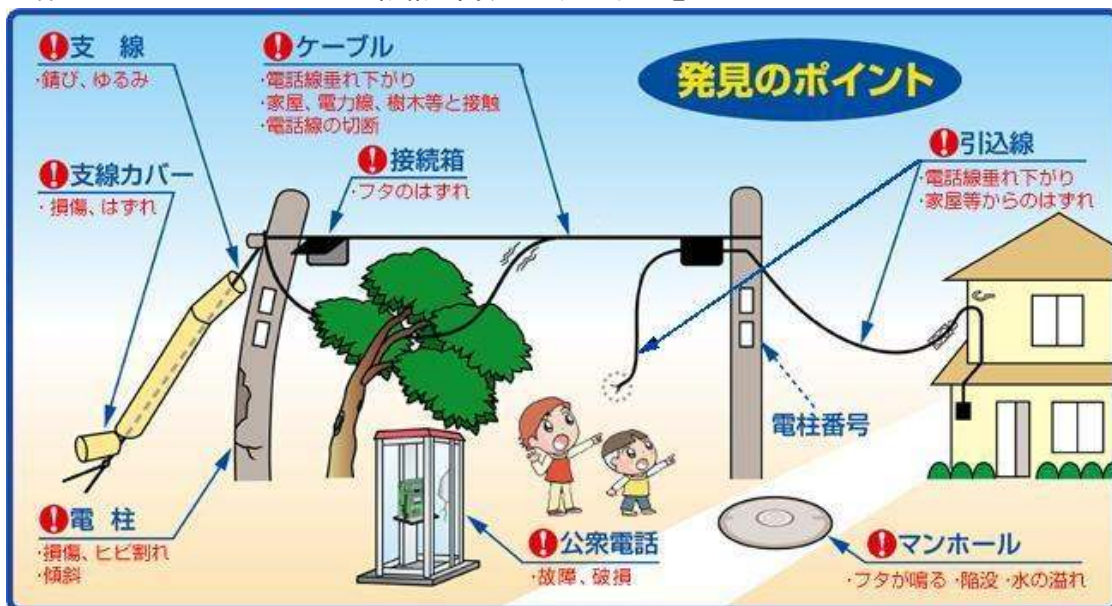 発見のポイント
支 線
・錆び、ゆるみ
ケーブル
・電話線垂れ下がり
・家屋、電力線、樹木等と接触
・電話線の切断
引込線
・電話線垂れ下がり
・家屋等からのはずれ
接続箱
・フタのはずれ
支線カバー
・損傷、はずれ
電柱番号
電 柱
・損傷、ヒビ割れ
・傾斜
公衆電話
・故障、破損
マンホール
・フタが鳴る ・陥没 ・水の溢れ